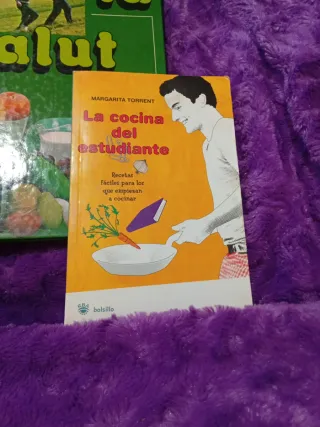 alut
MARGARITA TORRENT
La cocina
del
estudiante
Recetas
fáciles para los
que empiezan
a cocinar
bolsillo